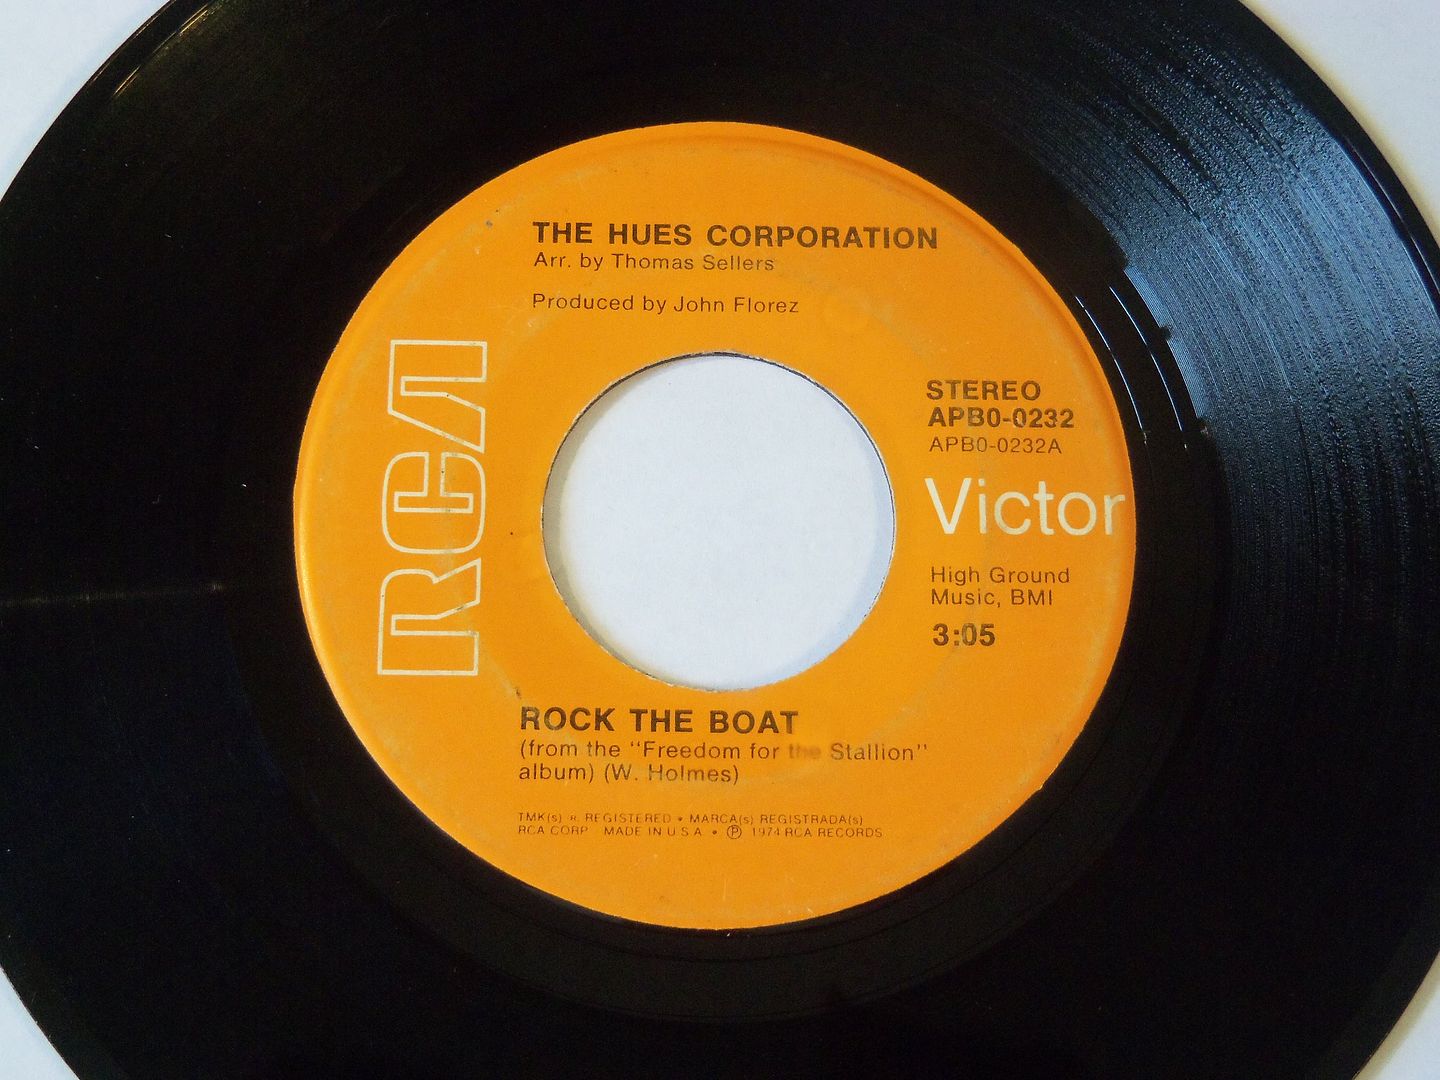 THE HUES CORPORATION
Arr. by Thomas Sellers
Produced by John Florez
RCA
STEREO
APB0-0232
APB0-0232A
Victor
High Ground
Music, BMI
3:05
ROCK THE BOAT
(from the "Freedom for the Stallion"
album) (W. Holmes)
TMK(s) ® REGISTERED • MARCA(s) REGISTRADA(s)
RCA CORP MADE IN U S A • ℗ 1974 RCA RECORDS